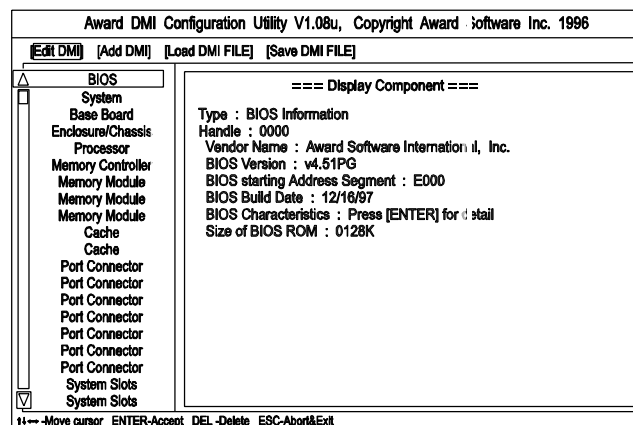 Award DMI Configuration Utility V1.08u, Copyright Award Software Inc. 1996
[Edit DMI] [Add DMI] [Load DMI FILE] [Save DMI FILE]
BIOS
System
Base Board
Enclosure/Chassis
Processor
Memory Controller
Memory Module
Memory Module
Memory Module
Cache
Cache
Port Connector
Port Connector
Port Connector
Port Connector
Port Connector
Port Connector
Port Connector
System Slots
System Slots
=== Display Component ===
Type : BIOS Information
Handle : 0000
Vendor Name : Award Software International, Inc.
BIOS Version : v4.51PG
BIOS starting Address Segment : E000
BIOS Build Date : 12/16/97
BIOS Characteristics : Press [ENTER] for detail
Size of BIOS ROM : 0128K
↑↓←→ -Move cursor ENTER-Accept DEL -Delete ESC-Abort&Exit